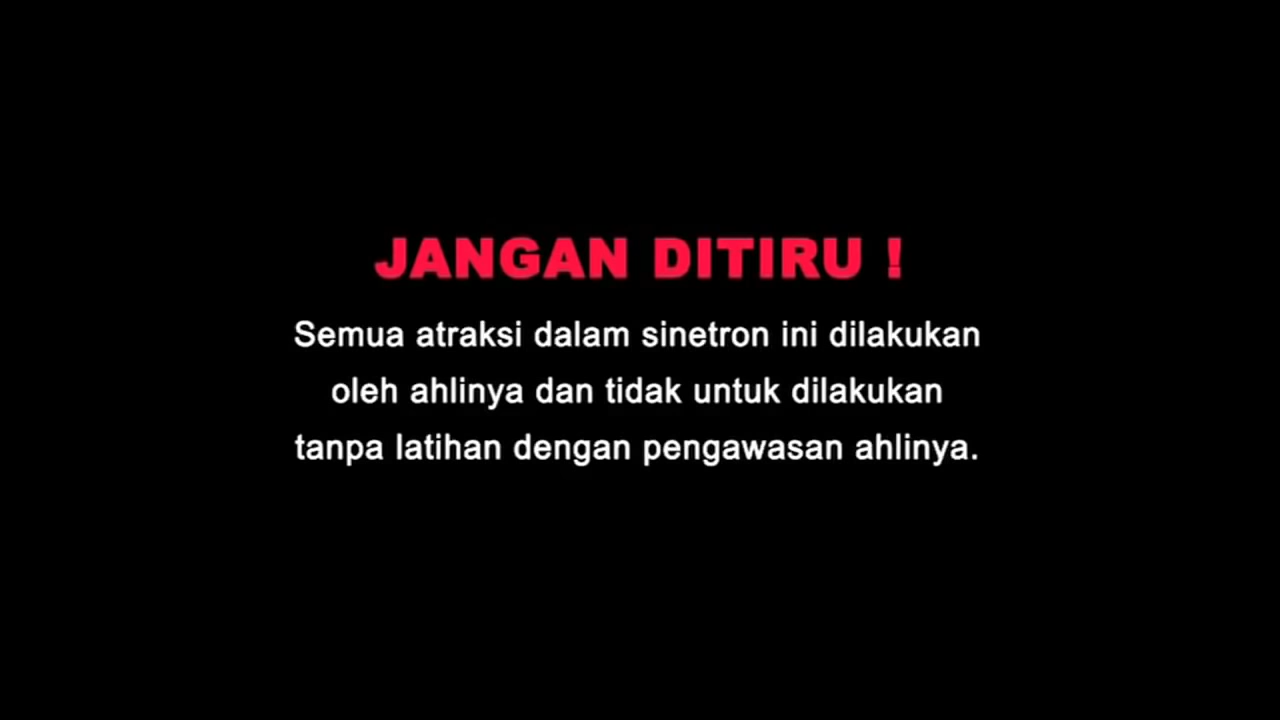 JANGAN DITIRU !
Semua atraksi dalam sinetron ini dilakukan
oleh ahlinya dan tidak untuk dilakukan
tanpa latihan dengan pengawasan ahlinya.